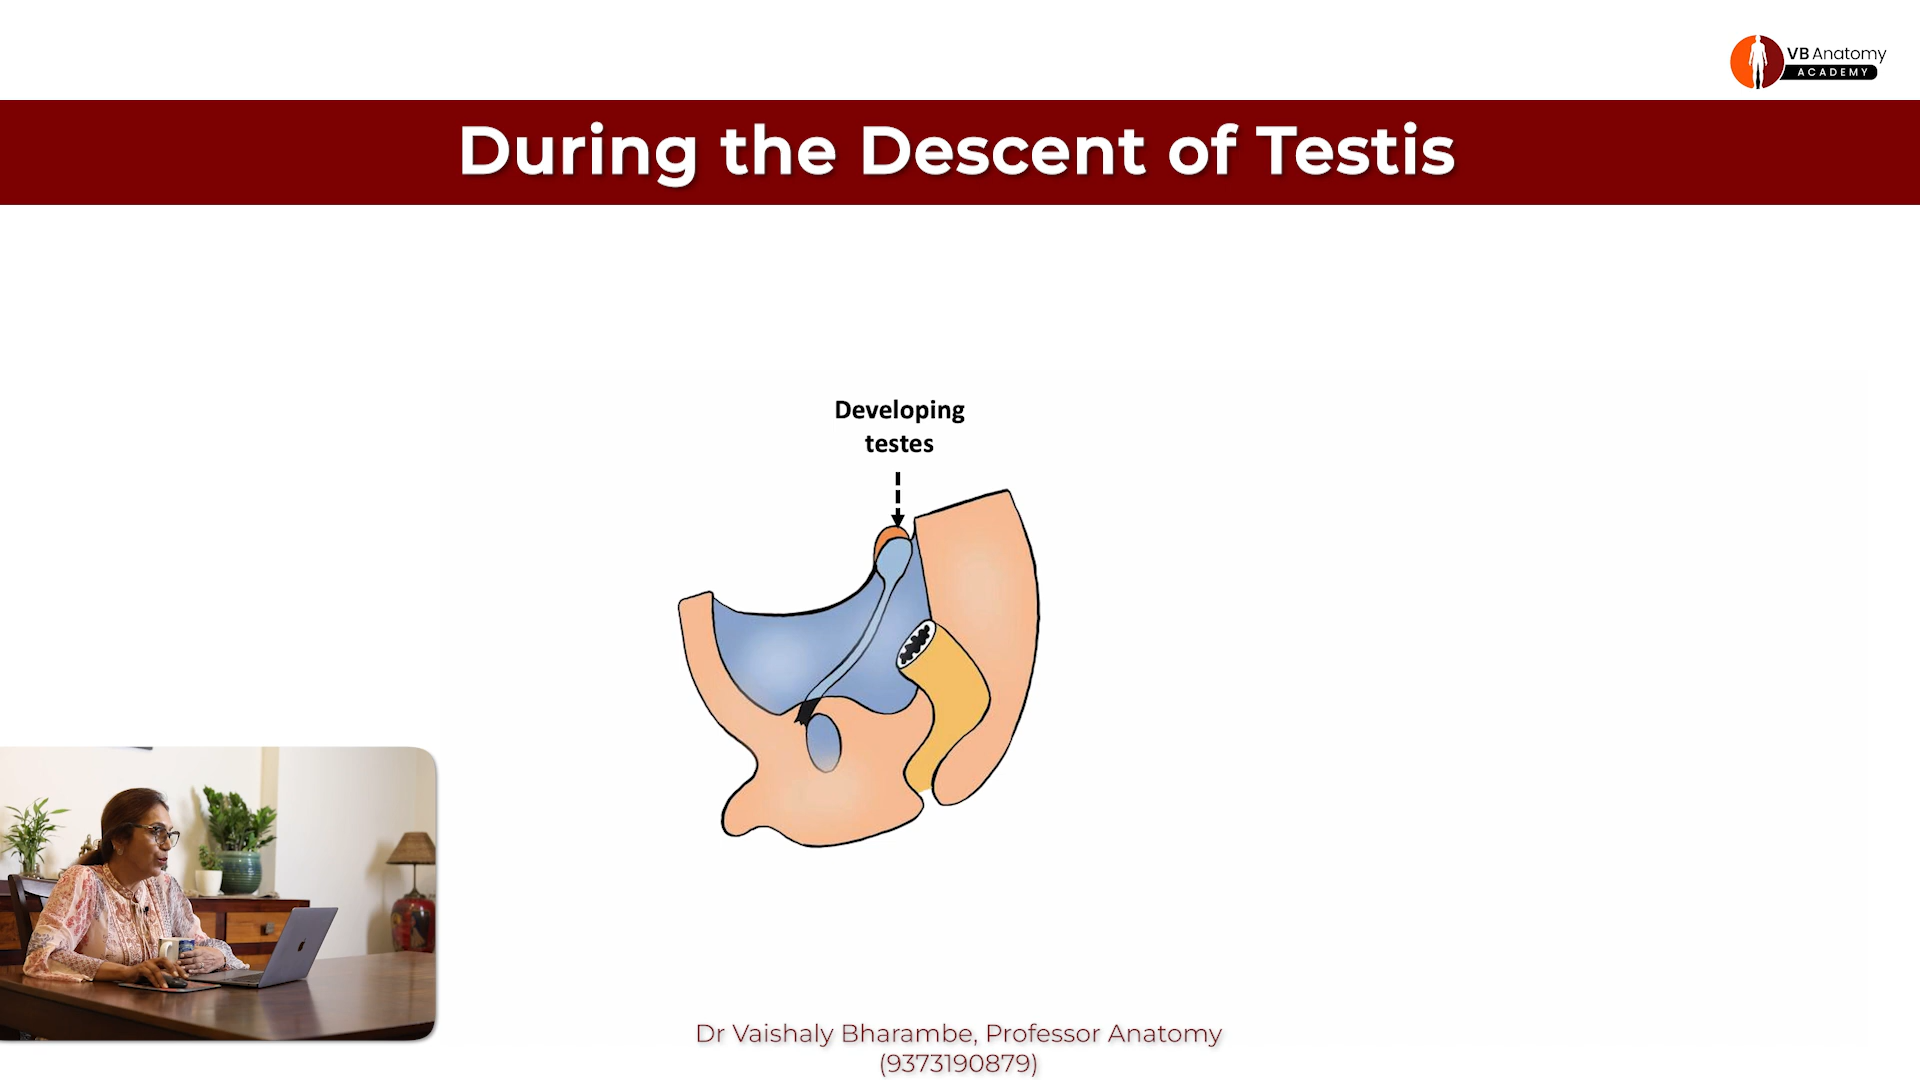 VB Anatomy
ACADEMY
During the Descent of Testis
Developing
testes
Dr Vaishaly Bharambe, Professor Anatomy
(9373190879)